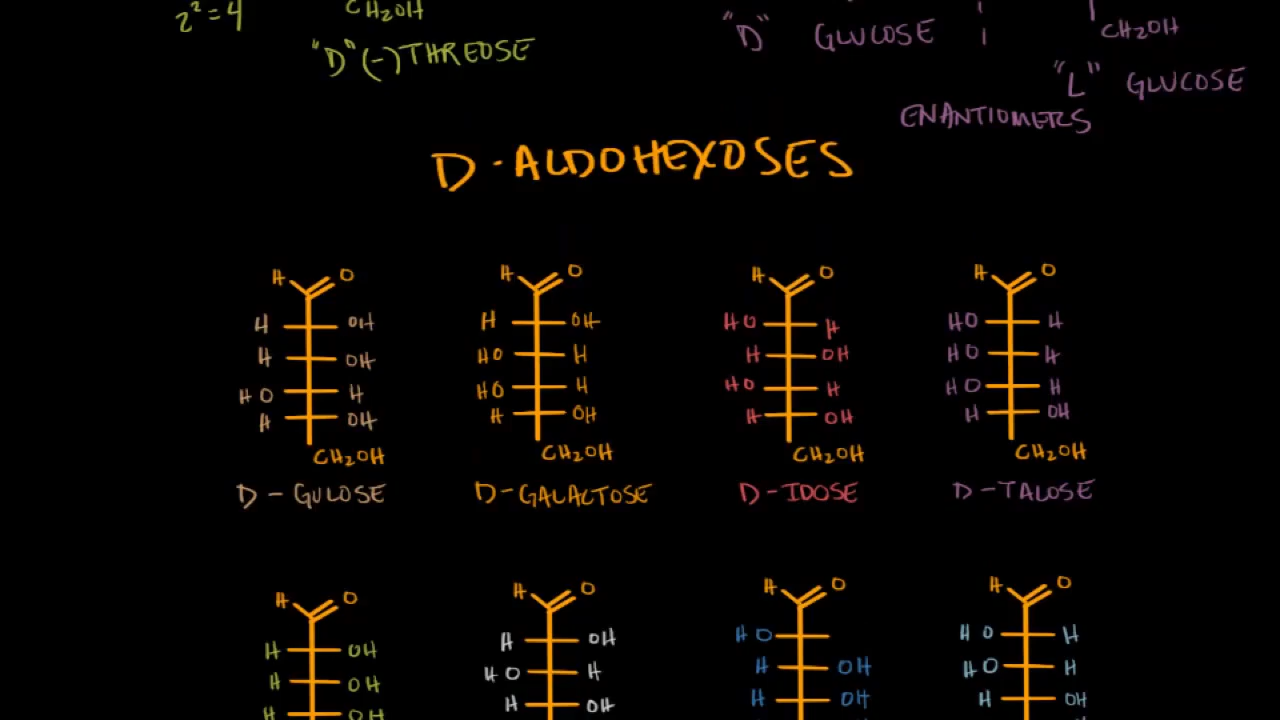 2²=4
CH2OH
"D" (-) THREOSE
"D" GLUCOSE
CH2OH
"L" GLUCOSE
ENANTIOMERS
D-ALDOHEXOSES
H O H O H O H O
H OH H OH HO H HO H
H OH HO H H OH HO H
HO H HO H HO H HO H
H OH H OH H OH H OH
CH2OH CH2OH CH2OH CH2OH
D-GULOSE D-GALACTOSE D-IDOSE D-TALOSE
H O H O H O H O
H OH H OH HO HO H
H OH HO H H OH HO H
H OH H OH H OH H OH